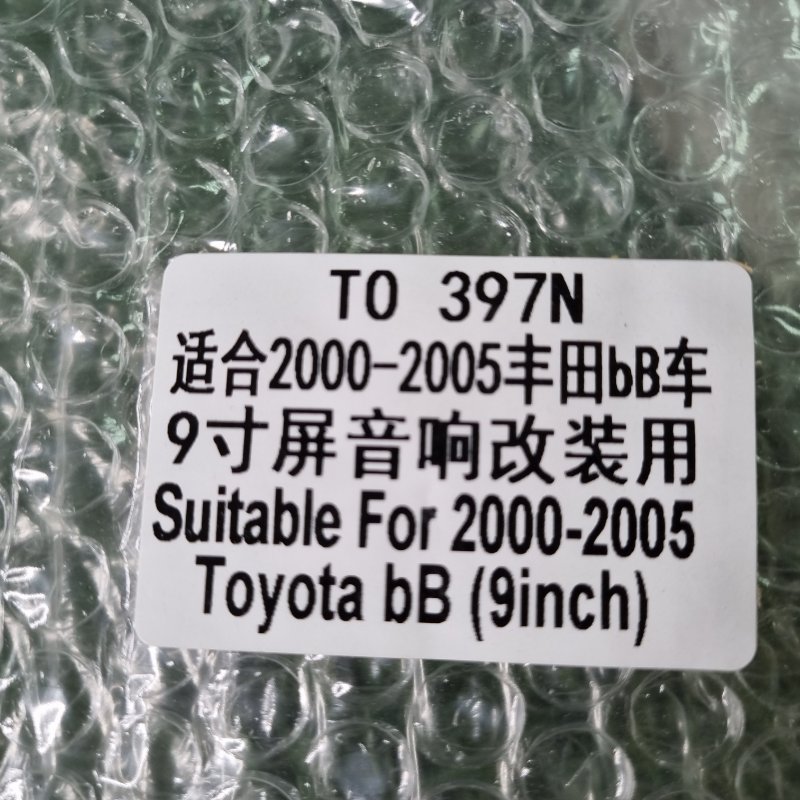 TO 397N
适合2000-2005丰田bB车
9寸屏音响改装用
Suitable For 2000-2005
Toyota bB (9inch)